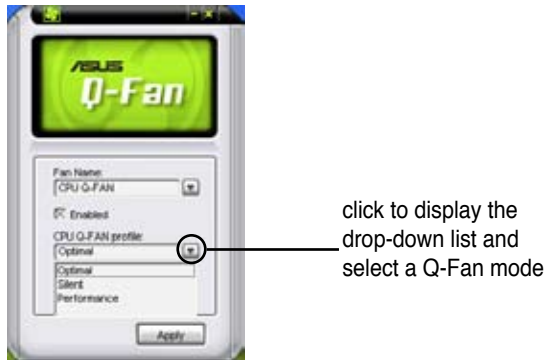 ASUS
Q-Fan
Fan Name:
CPU Q-FAN
Enabled
CPU Q-FAN profile:
Optimal
Optimal
Silent
Performance
Apply
click to display the
drop-down list and
select a Q-Fan mode